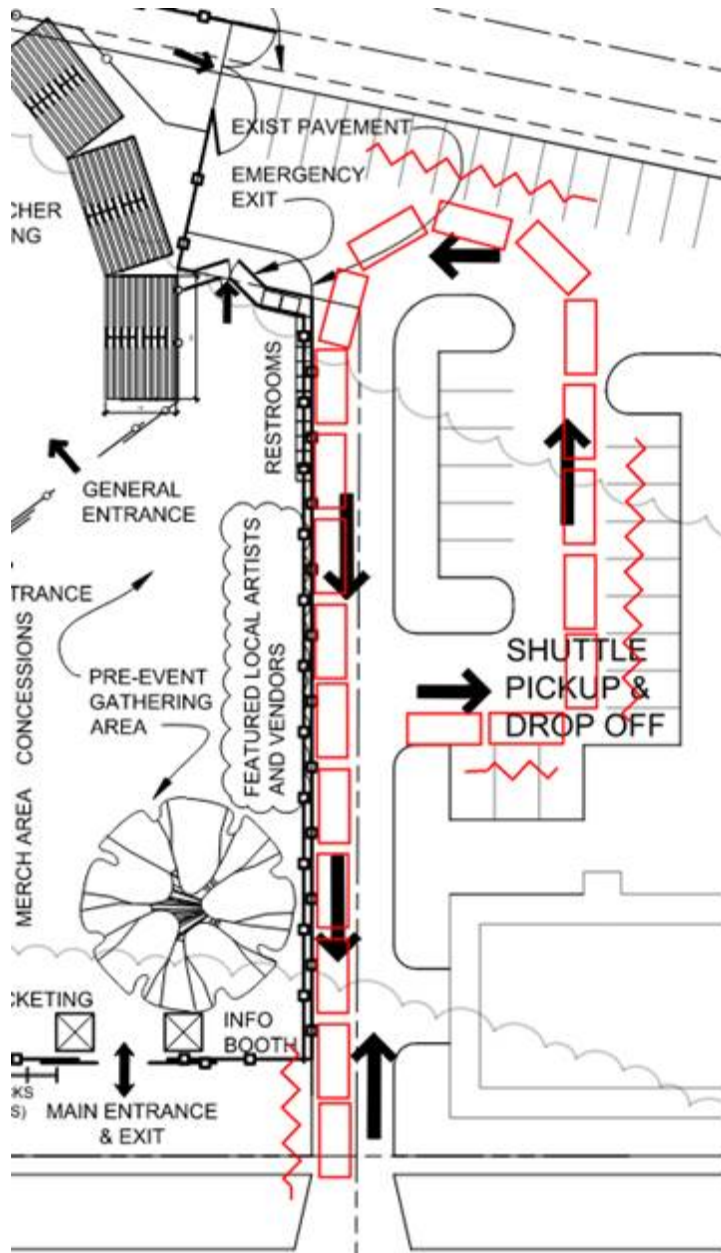 EXIST PAVEMENT
EMERGENCY
EXIT
CHER
NG
RESTROOMS
GENERAL
ENTRANCE
TRANCE
FEATURED LOCAL ARTISTS
AND VENDORS
CONCESSIONS
MERCH AREA
PRE-EVENT
GATHERING
AREA
SHUTTLE
PICKUP &
DROP OFF
CKETING
INFO
BOOTH
CKS
S)
MAIN ENTRANCE
& EXIT